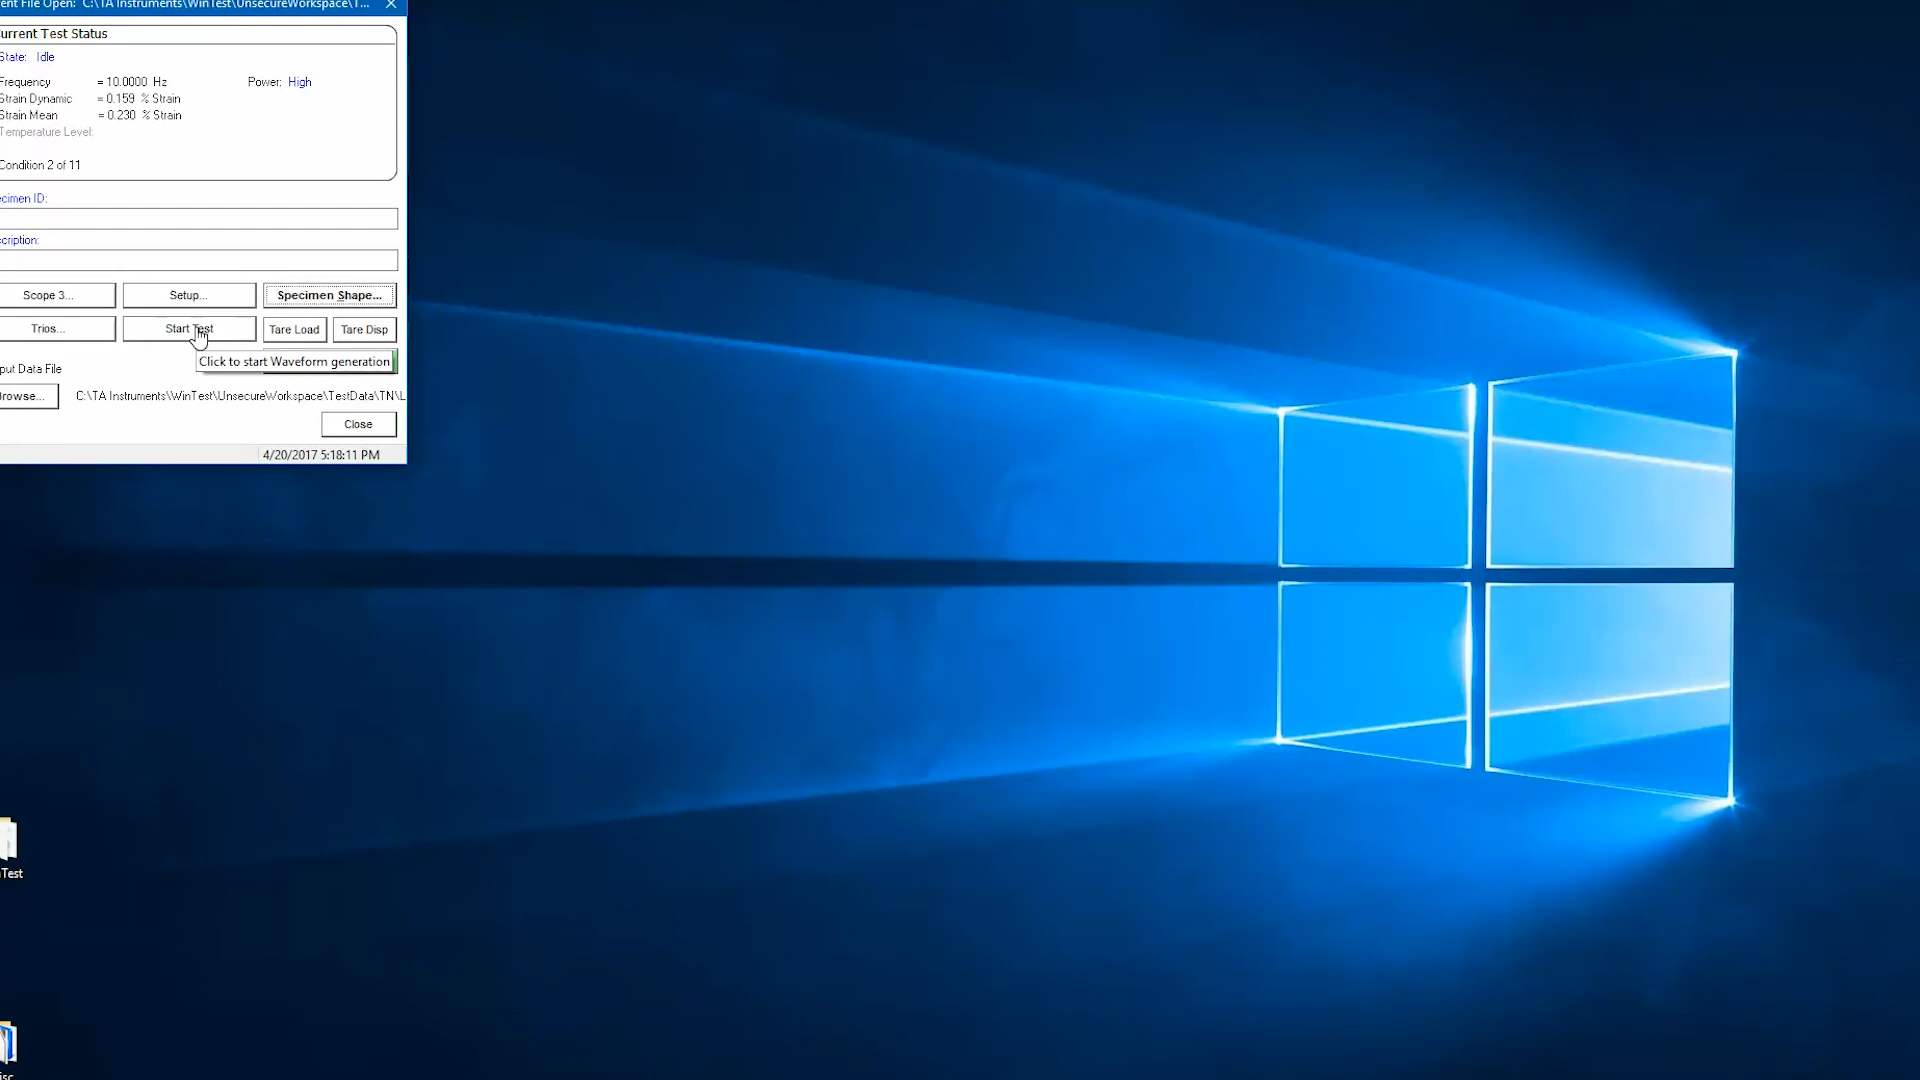 ent File Open: C:\TA Instruments\WinTest\UnsecureWorkspace\T...
urrent Test Status
State: Idle
Frequency = 10.0000 Hz Power: High
Strain Dynamic = 0.159 % Strain
Strain Mean = 0.230 % Strain
Temperature Level:
Condition 2 of 11
ecimen ID:
cription:
Scope 3... Setup... Specimen Shape...
Trios... Start Test Tare Load Tare Disp
Click to start Waveform generation
put Data File
Browse... C:\TA Instruments\WinTest\UnsecureWorkspace\TestData\TN\L
Close
4/20/2017 5:18:11 PM
Test
isc